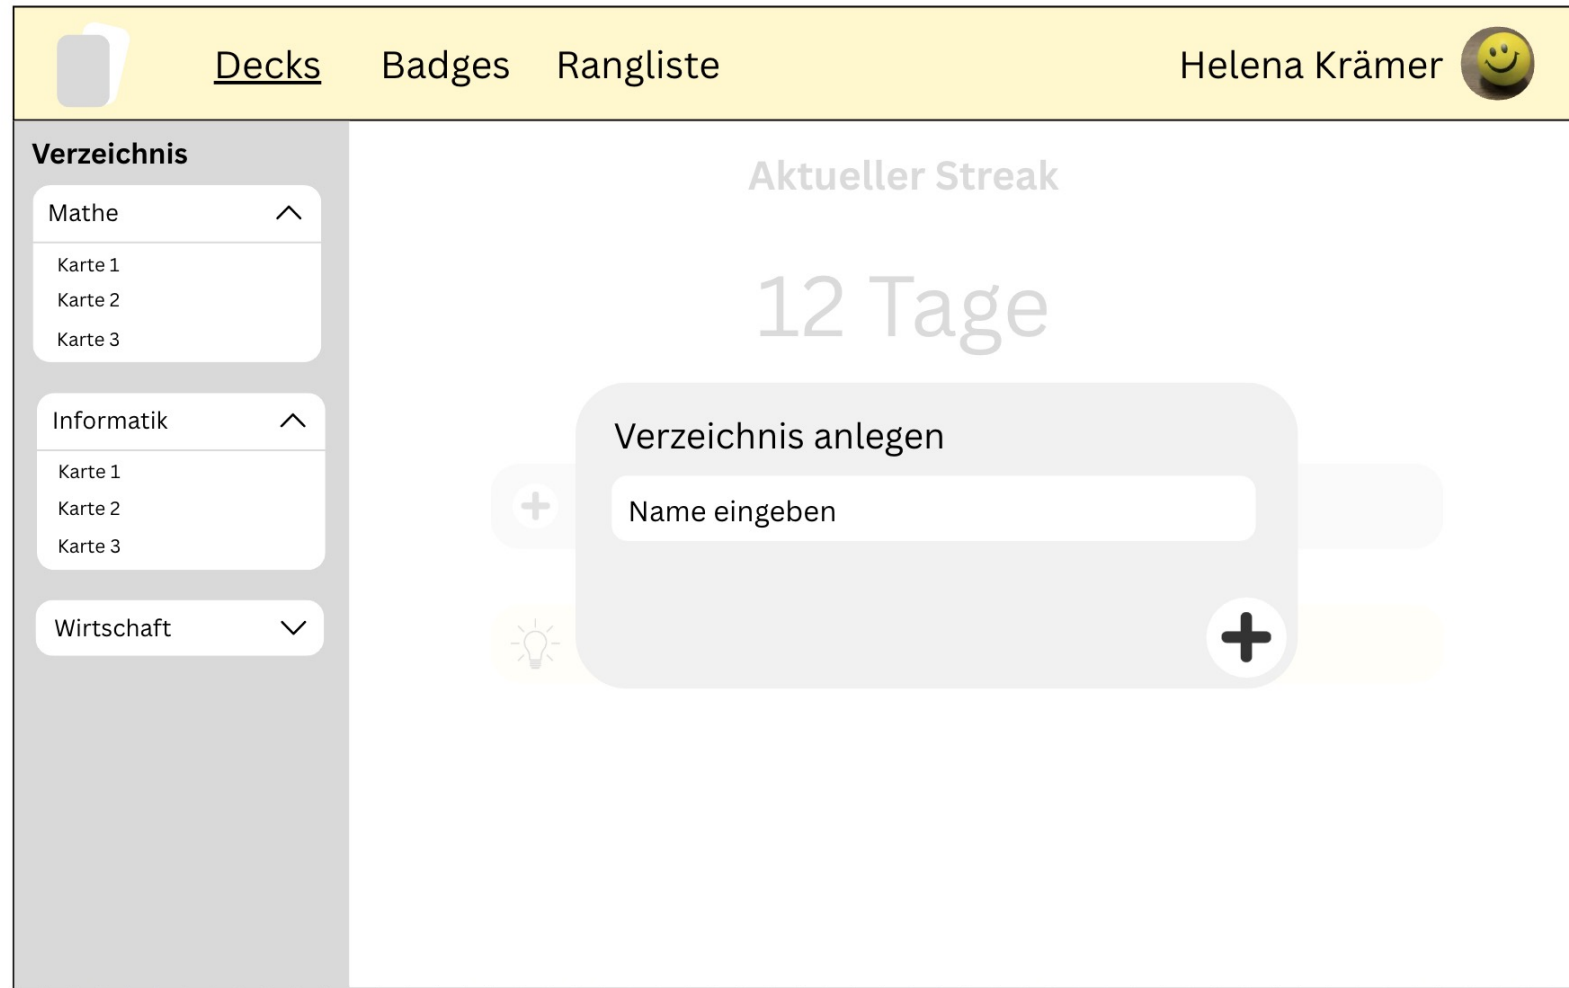 Decks Badges Rangliste Helena Krämer
Verzeichnis
Mathe
Karte 1
Karte 2
Karte 3
Informatik
Karte 1
Karte 2
Karte 3
Wirtschaft
Aktueller Streak
12 Tage
Verzeichnis anlegen
Name eingeben